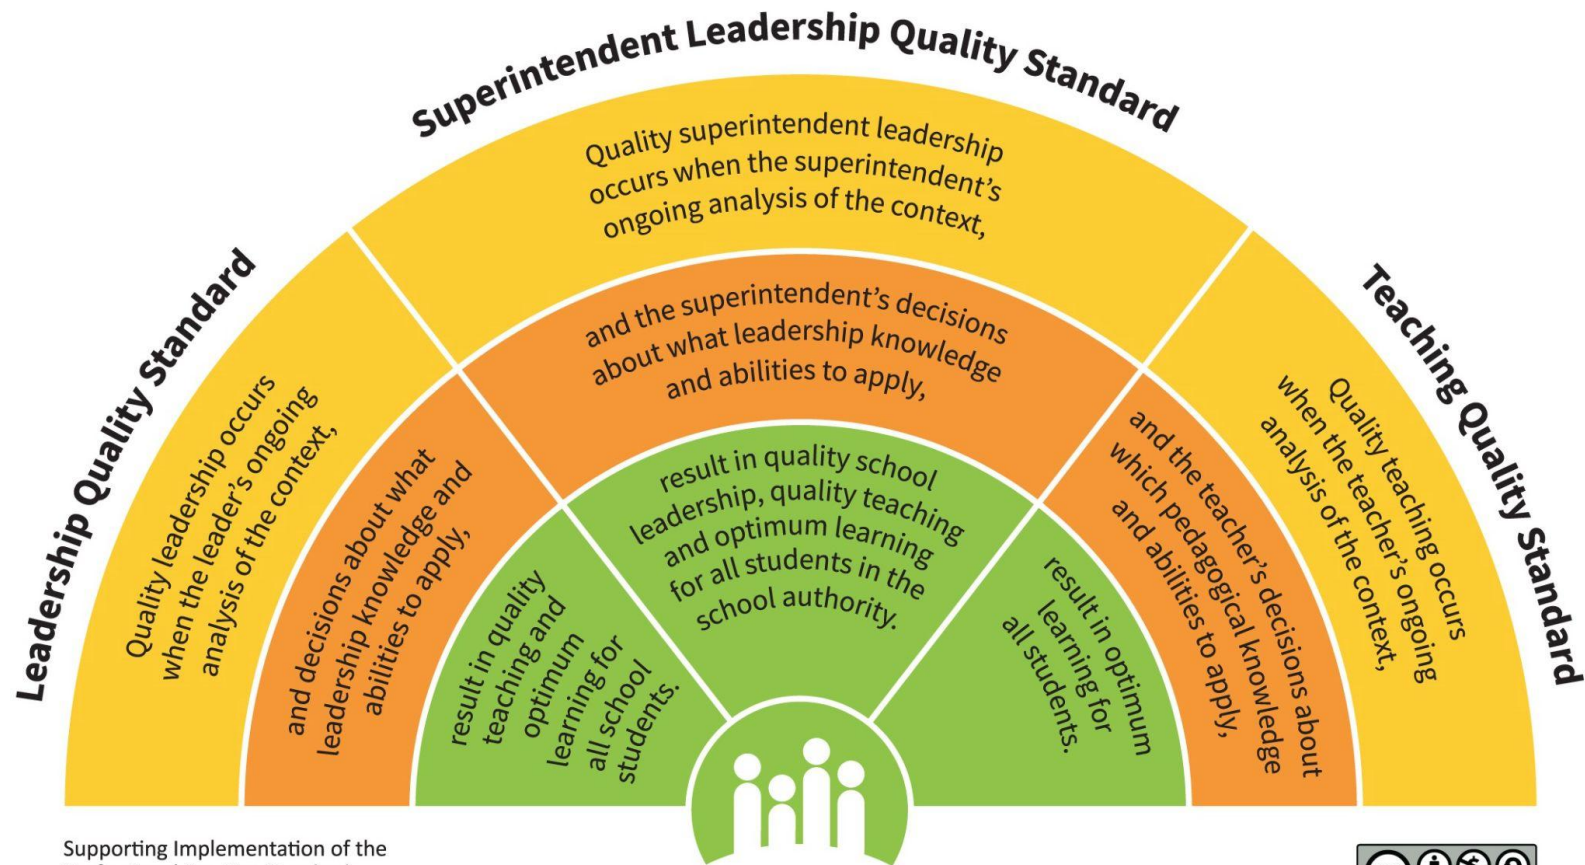 Superintendent Leadership Quality Standard
Quality superintendent leadership
occurs when the superintendent's
ongoing analysis of the context,
and the superintendent's decisions
about what leadership knowledge
and abilities to apply,
result in quality school
leadership, quality teaching
and optimum learning
for all students in the
school authority.
Leadership Quality Standard
Quality leadership occurs
when the leader's ongoing
analysis of the context,
and decisions about what
leadership knowledge and
abilities to apply,
result in quality
teaching and
optimum
learning for
all school
students.
Teaching Quality Standard
Quality teaching occurs
when the teacher's ongoing
analysis of the context,
and the teacher's decisions about
which pedagogical knowledge
and abilities to apply,
result in optimum
learning for
all students.
Supporting Implementation of the